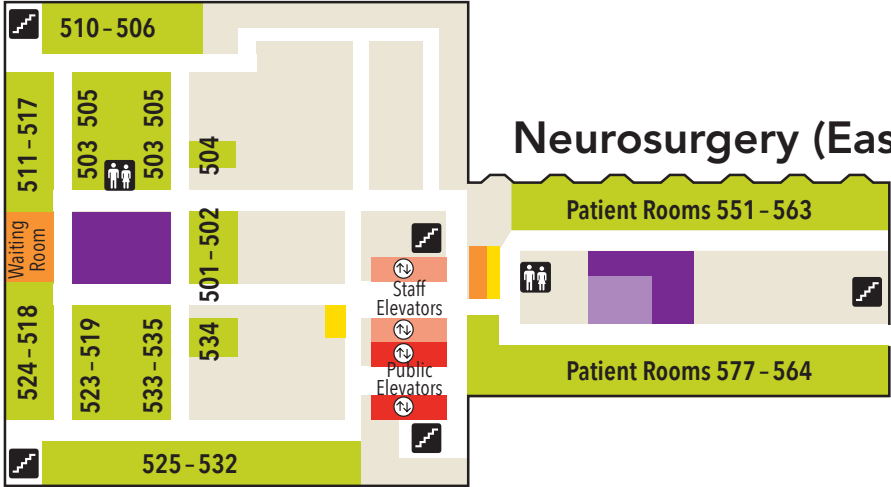 510 – 506
511 – 517
503 505
503 505
504
Neurosurgery (Eas
Patient Rooms 551 – 563
Waiting
Room
501 – 502
Staff
Elevators
524 – 518
523 – 519
533 – 535
534
Public
Elevators
Patient Rooms 577 – 564
525 – 532